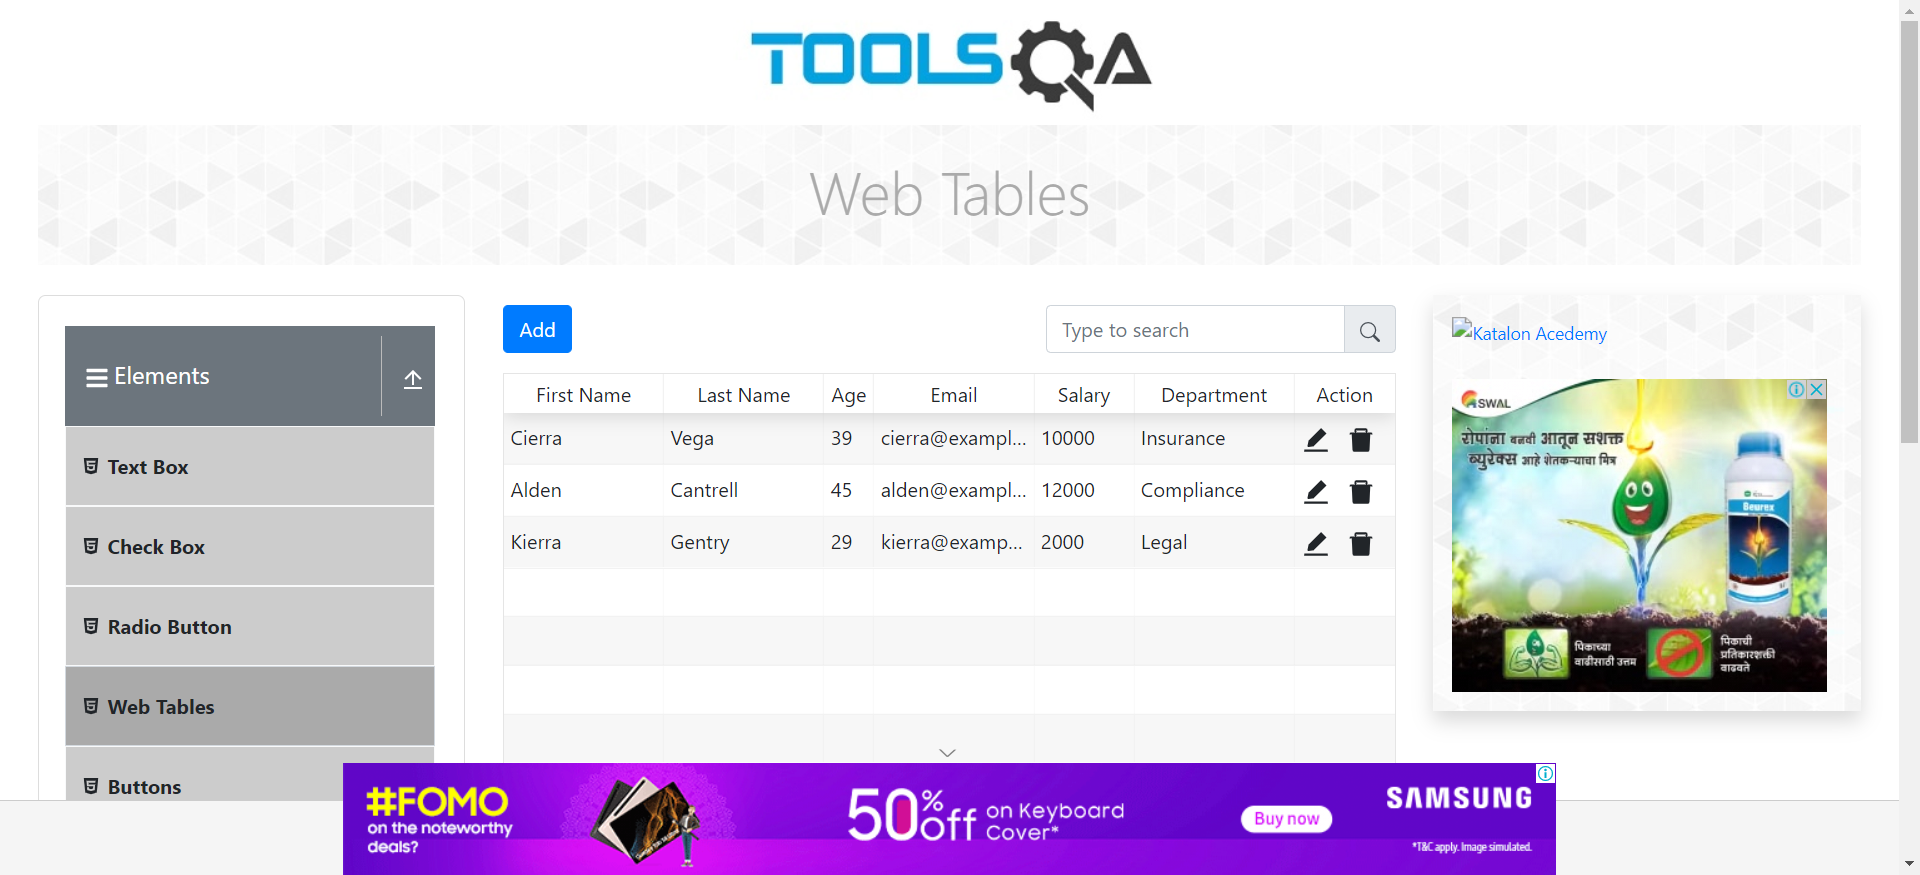 TOOLSQA
Web Tables
Elements
Text Box
Check Box
Radio Button
Web Tables
Buttons
Add
Type to search
First Name Last Name Age Email Salary Department Action
Cierra Vega 39 cierra@exampl... 10000 Insurance
Alden Cantrell 45 alden@exampl... 12000 Compliance
Kierra Gentry 29 kierra@examp... 2000 Legal
Katalon Acedemy
ASWAL
रोपांना बनवी आतून सशक्त
ब्युरेक्स आहे शेतकऱ्याचा मित्र
Beurex
पिकाच्या
वाढीसाठी उत्तम
पिकाची
प्रतिकारशक्ती
वाढवते
#FOMO
on the noteworthy
deals?
50% off on Keyboard
Cover*
Buy now
SAMSUNG
*T&C apply. Image simulated.